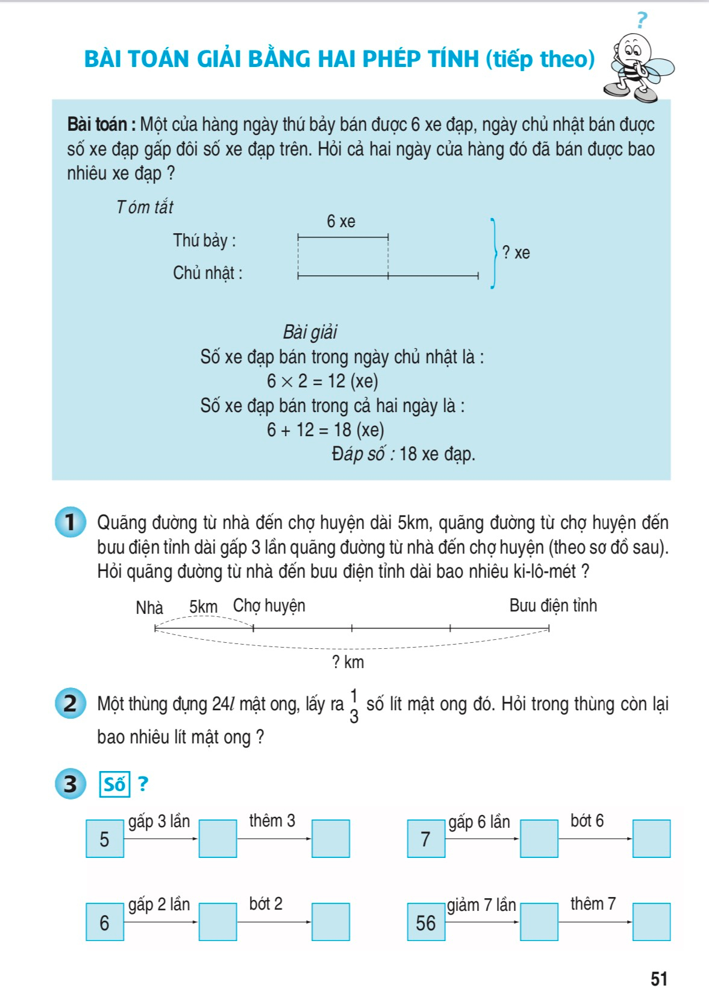 ?
BÀI TOÁN GIẢI BẰNG HAI PHÉP TÍNH (tiếp theo)
Bài toán : Một cửa hàng ngày thứ bảy bán được 6 xe đạp, ngày chủ nhật bán được
số xe đạp gấp đôi số xe đạp trên. Hỏi cả hai ngày cửa hàng đó đã bán được bao
nhiêu xe đạp ?
Tóm tắt
6 xe
Thứ bảy :
? xe
Chủ nhật :
Bài giải
Số xe đạp bán trong ngày chủ nhật là :
6 × 2 = 12 (xe)
Số xe đạp bán trong cả hai ngày là :
6 + 12 = 18 (xe)
Đáp số : 18 xe đạp.
1 Quãng đường từ nhà đến chợ huyện dài 5km, quãng đường từ chợ huyện đến
bưu điện tỉnh dài gấp 3 lần quãng đường từ nhà đến chợ huyện (theo sơ đồ sau).
Hỏi quãng đường từ nhà đến bưu điện tỉnh dài bao nhiêu ki-lô-mét ?
Nhà 5km Chợ huyện Bưu điện tỉnh
? km
2 Một thùng đựng 24l mật ong, lấy ra 1/3 số lít mật ong đó. Hỏi trong thùng còn lại
bao nhiêu lít mật ong ?
3 Số ?
gấp 3 lần thêm 3 gấp 6 lần bớt 6
5 7
gấp 2 lần bớt 2 giảm 7 lần thêm 7
6 56
51